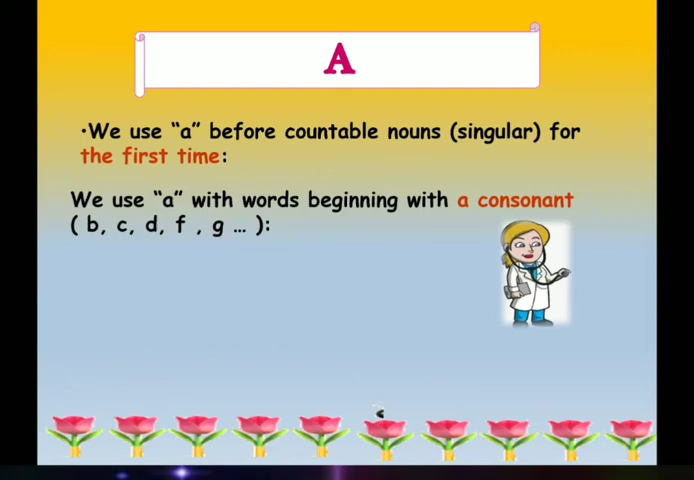 A
•We use “a” before countable nouns (singular) for
the first time:
We use “a” with words beginning with a consonant
( b, c, d, f , g … ):